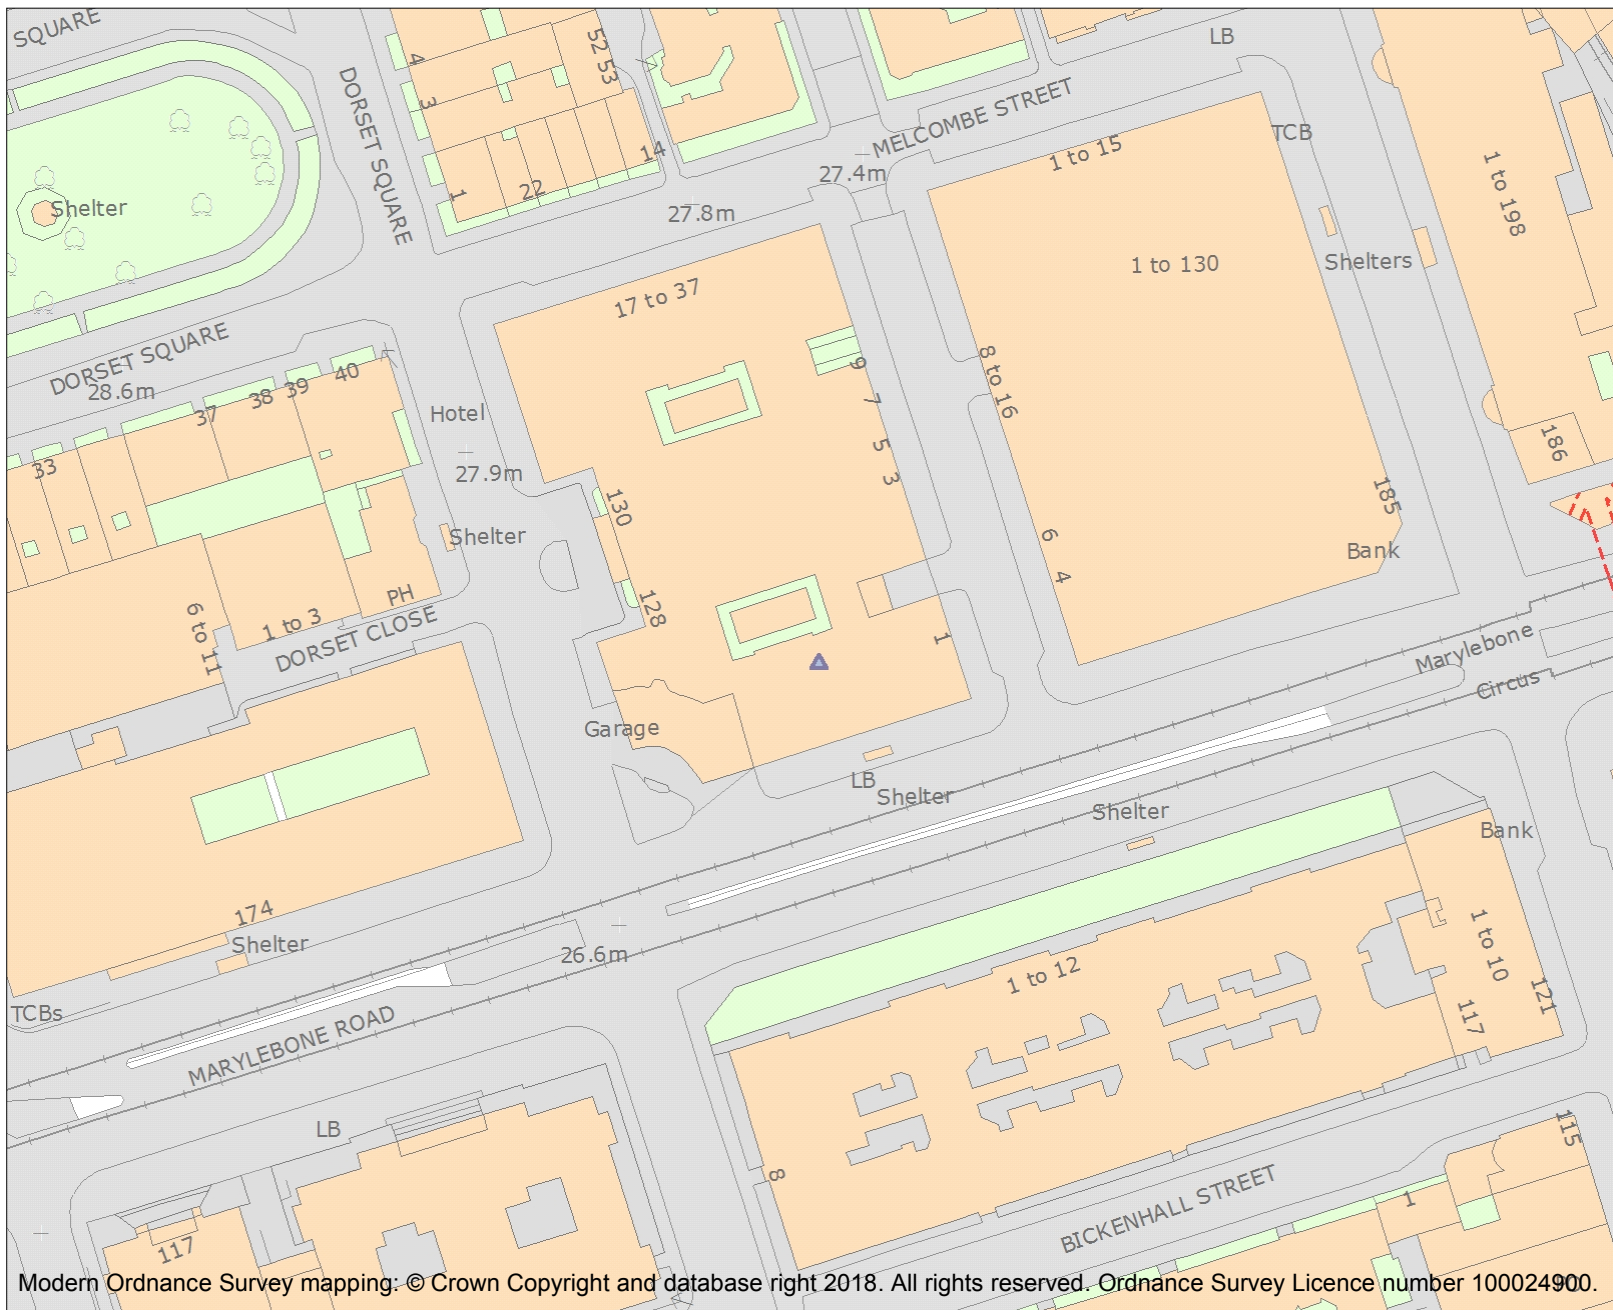 SQUARE
DORSET SQUARE
4
3
52 53
LB
MELCOMBE STREET
TCB
1 to 15
14
27.4m
1 to 198
1
22
Shelter
27.8m
1 to 130
Shelters
17 to 37
DORSET SQUARE
28.6m
8 to 16
9
7
5
3
37
38
39
40
Hotel
186
33
27.9m
185
130
Shelter
Bank
6
4
PH
6 to 11
1 to 3
DORSET CLOSE
128
1
Marylebone
Circus
Garage
LB
Shelter
Shelter
Bank
174
Shelter
26.6m
1 to 12
1 to 10
121
117
TCBs
MARYLEBONE ROAD
LB
115
8
BICKENHALL STREET
1
117
Modern Ordnance Survey mapping: © Crown Copyright and database right 2018. All rights reserved. Ordnance Survey Licence number 100024900.